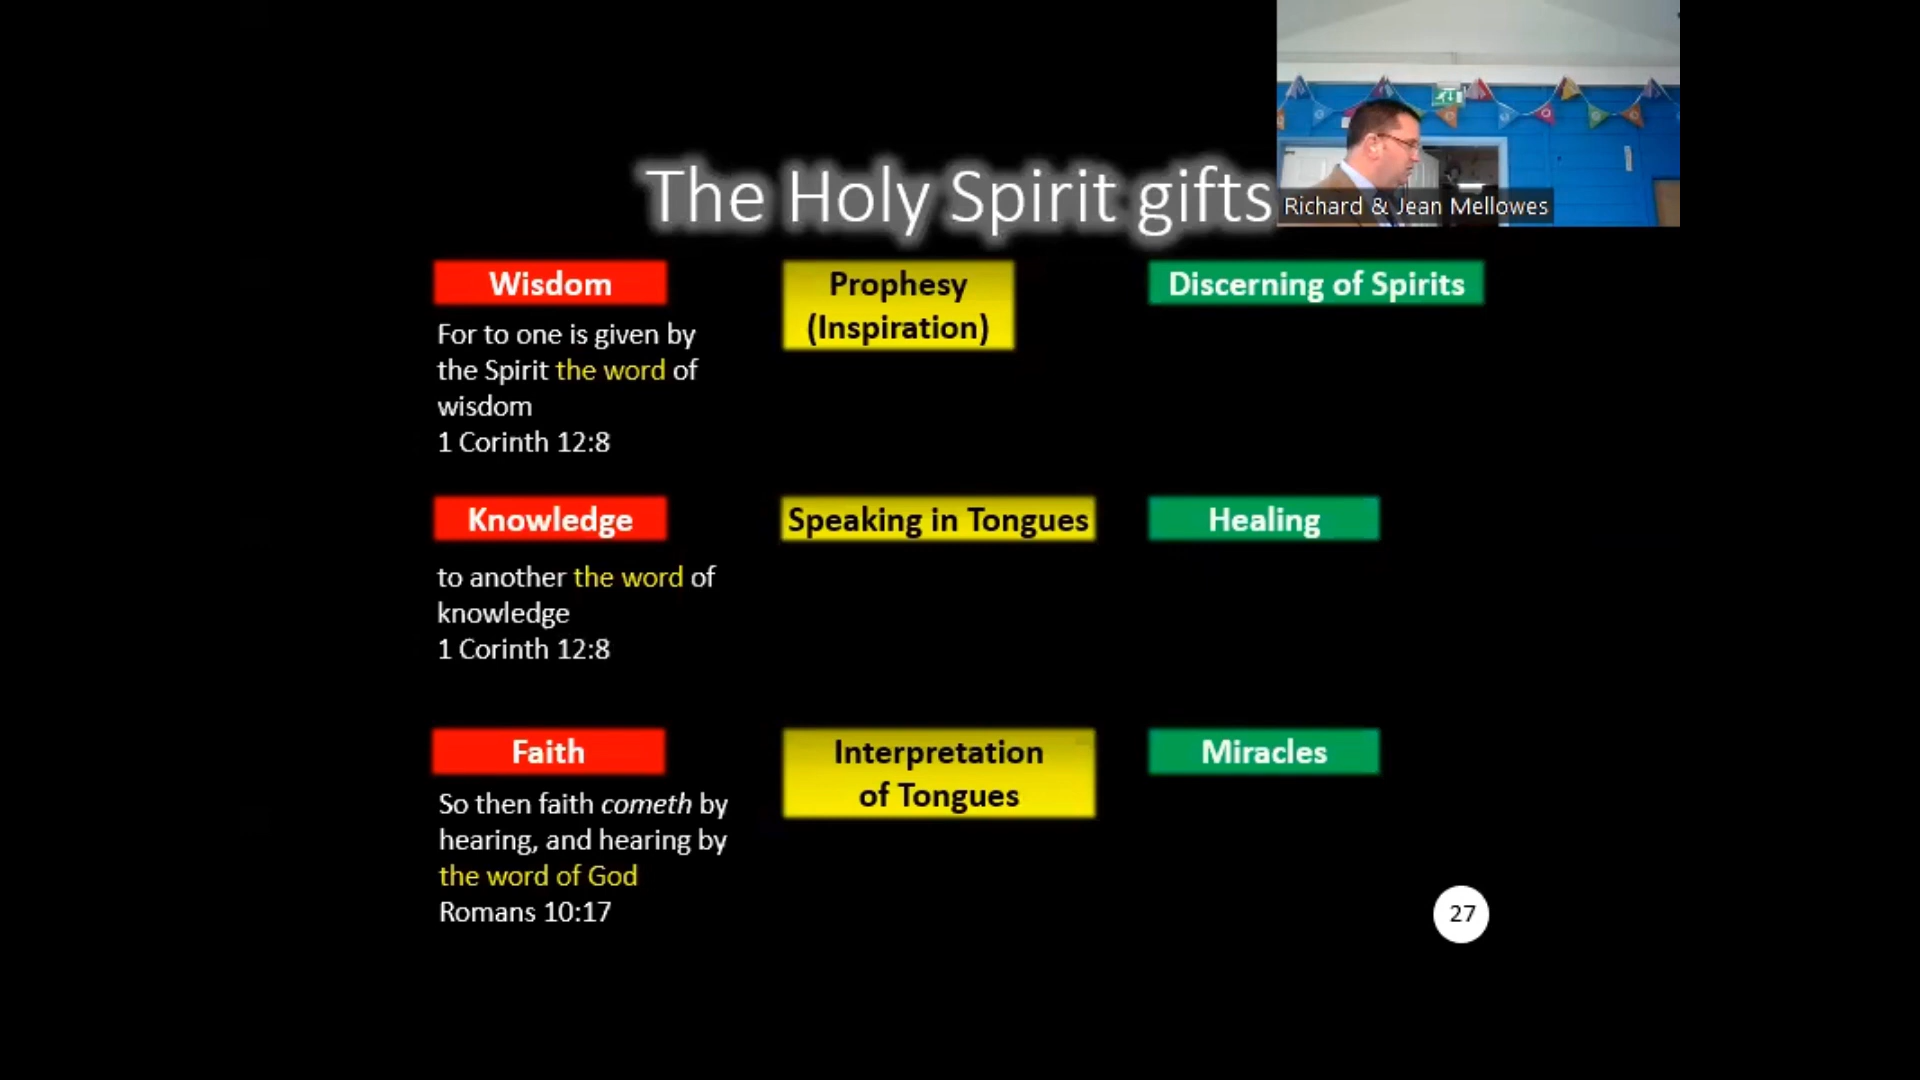 The Holy Spirit gifts
Richard & Jean Mellowes
Wisdom
For to one is given by
the Spirit the word of
wisdom
1 Corinth 12:8
Prophesy
(Inspiration)
Discerning of Spirits
Knowledge
to another the word of
knowledge
1 Corinth 12:8
Speaking in Tongues
Healing
Faith
So then faith cometh by
hearing, and hearing by
the word of God
Romans 10:17
Interpretation
of Tongues
Miracles
27